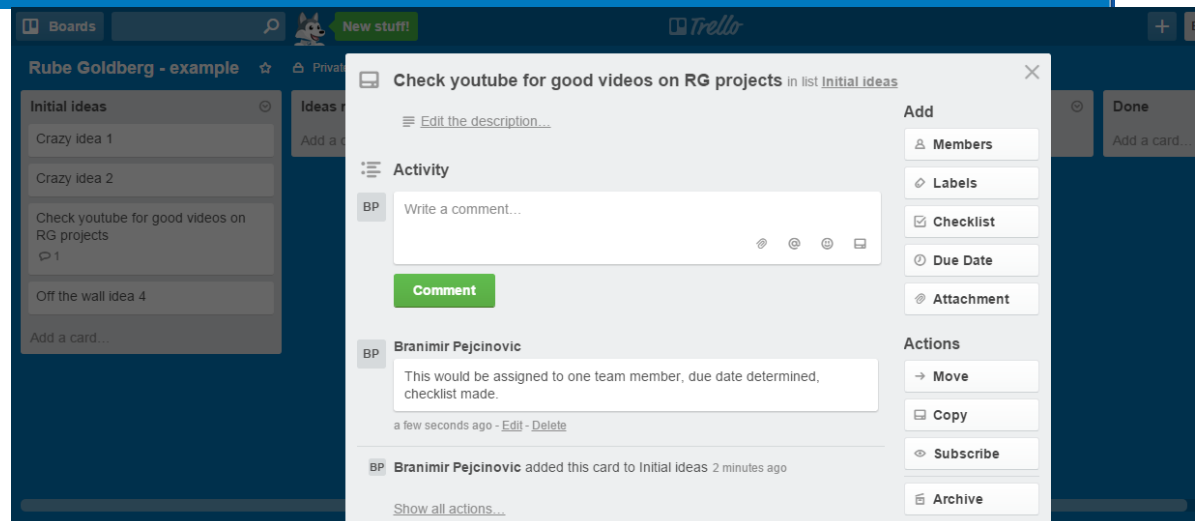 Boards
New stuff!
Trello
Rube Goldberg - example
Initial ideas
Crazy idea 1
Crazy idea 2
Check youtube for good videos on
RG projects
1
Off the wall idea 4
Add a card...
Ideas
Add a
Check youtube for good videos on RG projects in list Initial ideas
Edit the description...
Activity
BP
Write a comment...
Comment
BP
Branimir Pejcinovic
This would be assigned to one team member, due date determined,
checklist made.
a few seconds ago - Edit - Delete
BP Branimir Pejcinovic added this card to Initial ideas 2 minutes ago
Show all actions...
Add
Members
Labels
Checklist
Due Date
Attachment
Actions
Move
Copy
Subscribe
Archive
Done
Add a card...